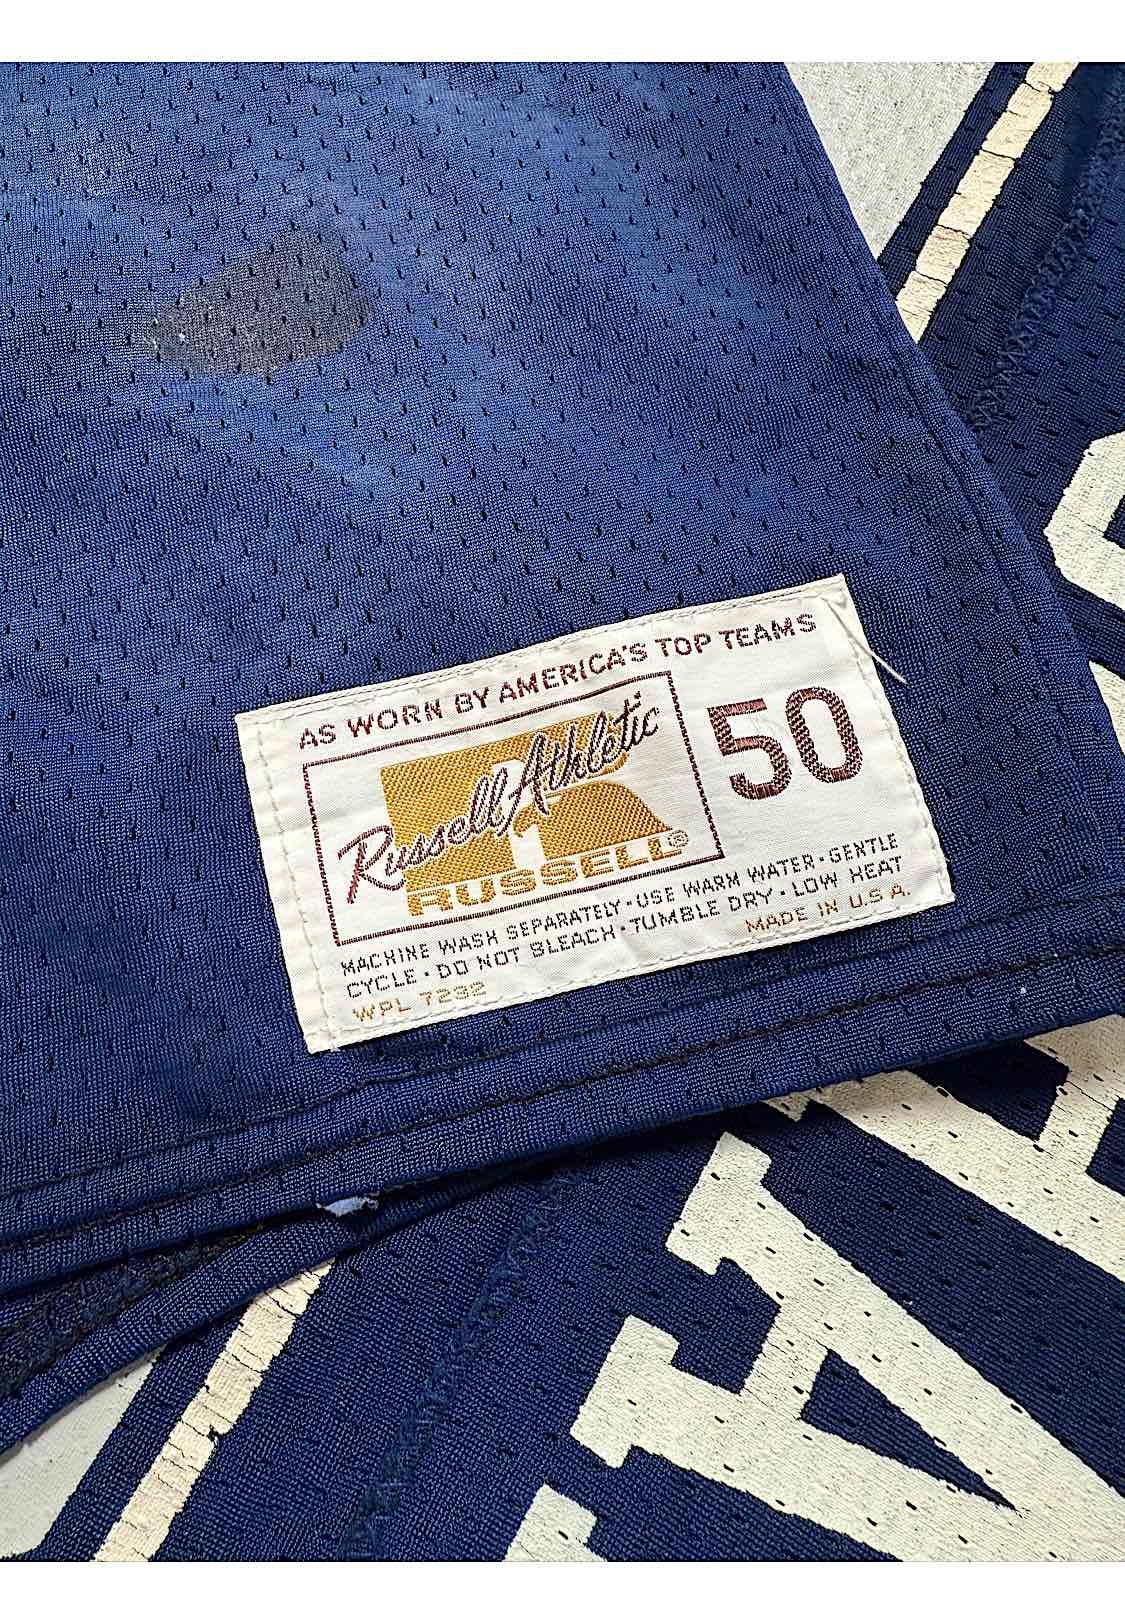 AS WORN BY AMERICA'S TOP TEAMS
Russell Athletic
RUSSELL®
50
MACHINE WASH SEPARATELY·USE WARM WATER·GENTLE
CYCLE·DO NOT BLEACH·TUMBLE DRY·LOW HEAT
WPL 7232
MADE IN U.S.A.